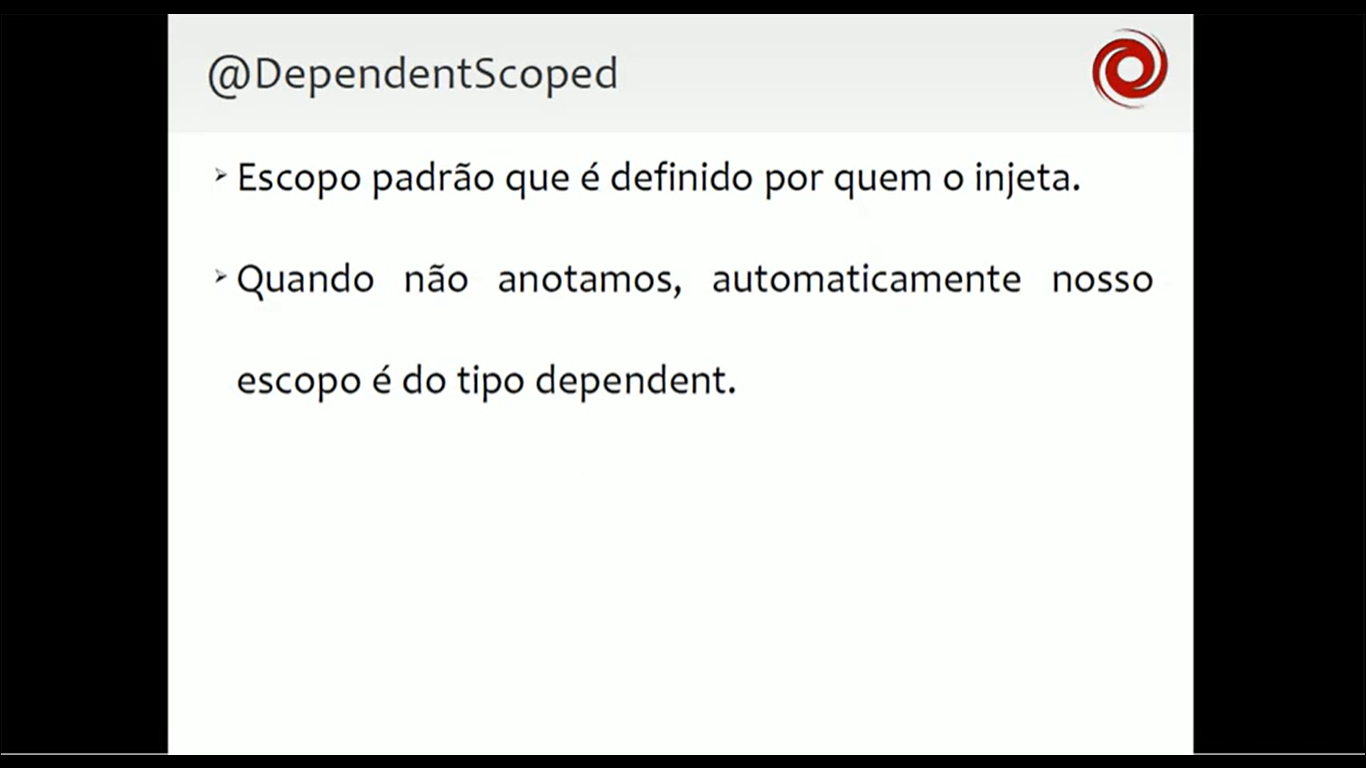 @DependentScoped
Escopo padrão que é definido por quem o injeta.
Quando não anotamos, automaticamente nosso
escopo é do tipo dependent.